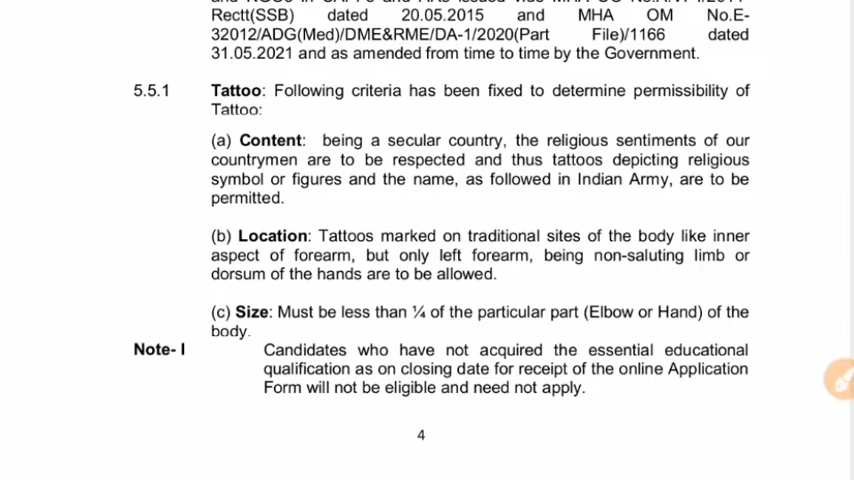 Rectt(SSB) dated 20.05.2015 and MHA OM No.E-
32012/ADG(Med)/DME&RME/DA-1/2020(Part File)/1166 dated
31.05.2021 and as amended from time to time by the Government.
5.5.1 Tattoo: Following criteria has been fixed to determine permissibility of
Tattoo:
(a) Content: being a secular country, the religious sentiments of our
countrymen are to be respected and thus tattoos depicting religious
symbol or figures and the name, as followed in Indian Army, are to be
permitted.
(b) Location: Tattoos marked on traditional sites of the body like inner
aspect of forearm, but only left forearm, being non-saluting limb or
dorsum of the hands are to be allowed.
(c) Size: Must be less than ¼ of the particular part (Elbow or Hand) of the
body.
Note- I Candidates who have not acquired the essential educational
qualification as on closing date for receipt of the online Application
Form will not be eligible and need not apply.
4